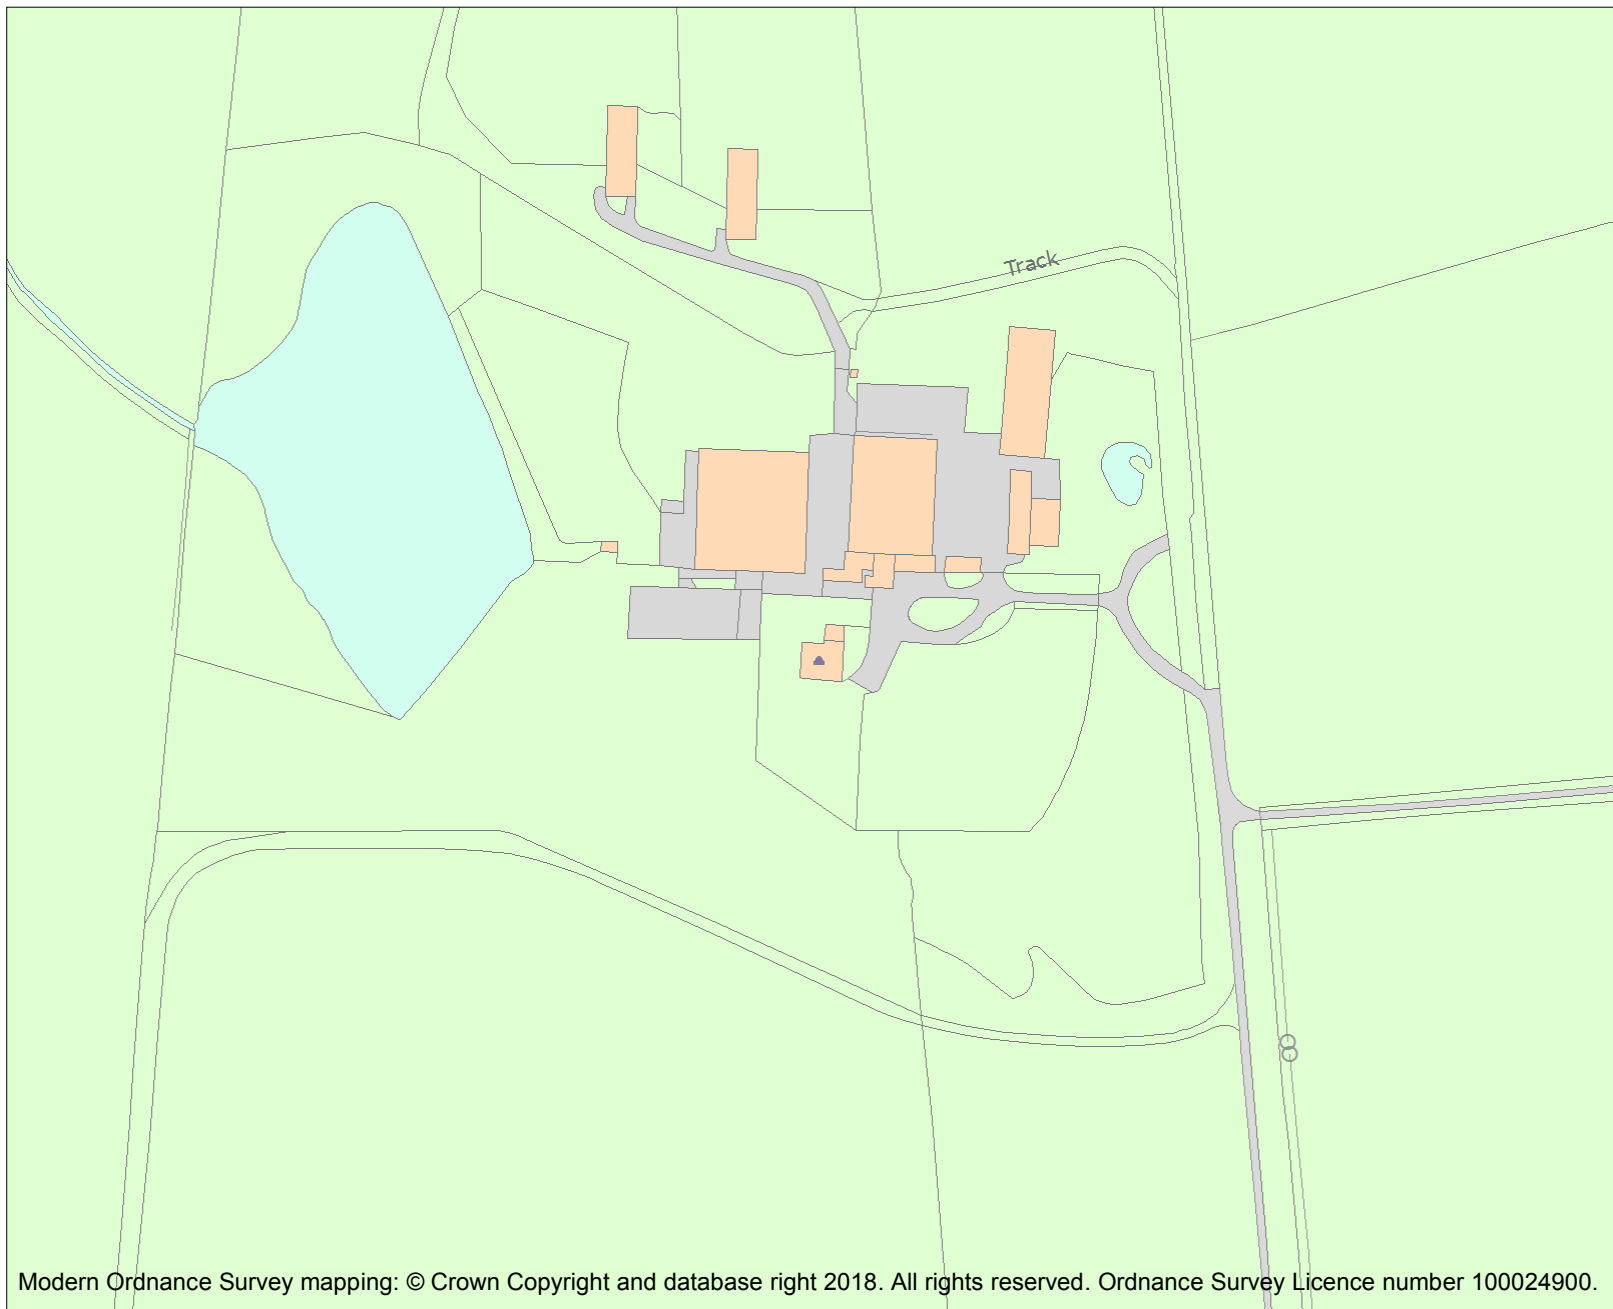 Track
Modern Ordnance Survey mapping: © Crown Copyright and database right 2018. All rights reserved. Ordnance Survey Licence number 100024900.